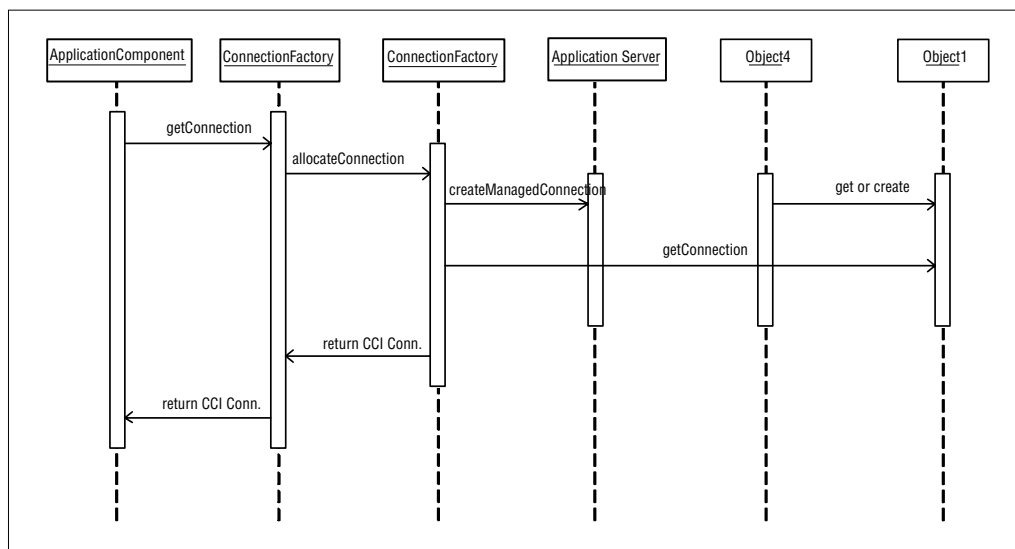 ApplicationComponent
ConnectionFactory
ConnectionFactory
Application Server
Object4
Object1
getConnection
allocateConnection
createManagedConnection
get or create
getConnection
return CCI Conn.
return CCI Conn.